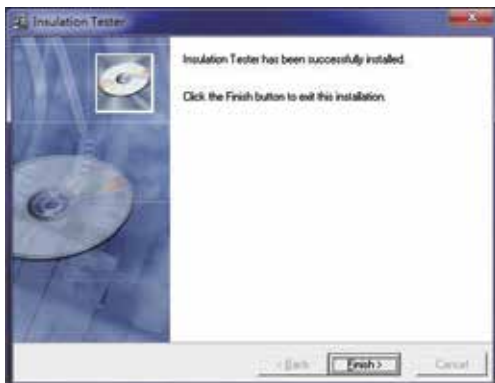 Insulation Tester
Insulation Tester has been successfully installed.
Click the Finish button to exit this installation.
< Back
Finish >
Cancel